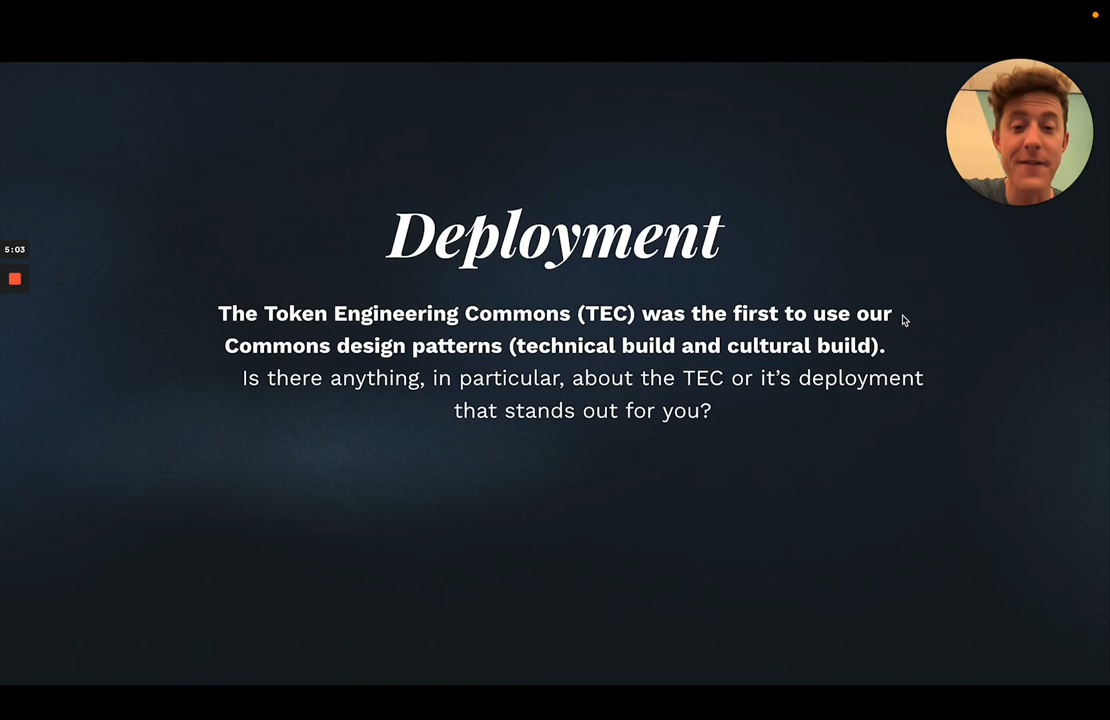 Deployment
5:03
The Token Engineering Commons (TEC) was the first to use our
Commons design patterns (technical build and cultural build).
Is there anything, in particular, about the TEC or it’s deployment
that stands out for you?